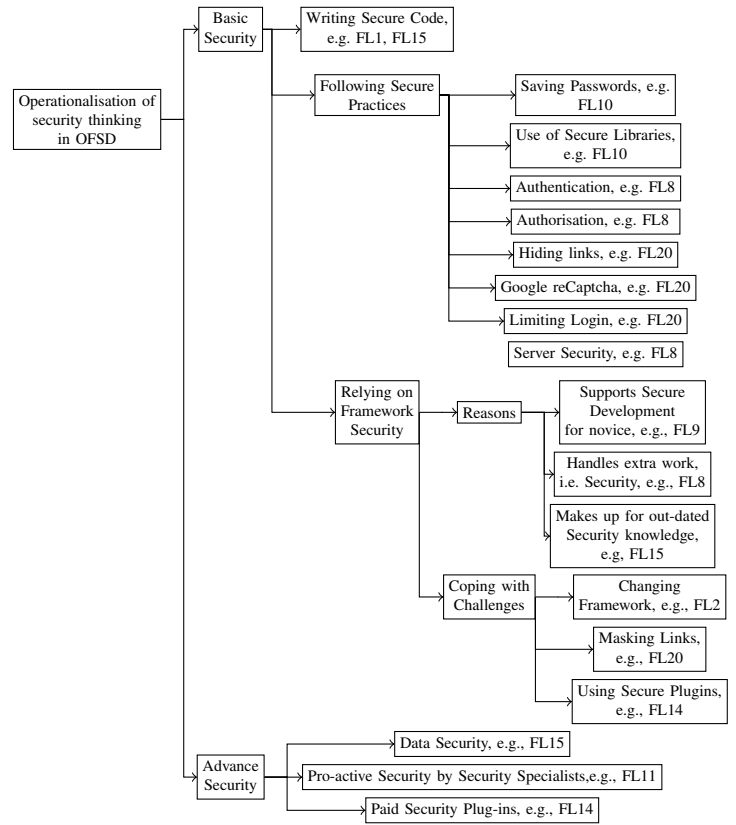 Basic
Security
Writing Secure Code,
e.g. FL1, FL15
Operationalisation of
security thinking
in OFSD
Following Secure
Practices
Saving Passwords, e.g.
FL10
Use of Secure Libraries,
e.g. FL10
Authentication, e.g. FL8
Authorisation, e.g. FL8
Hiding links, e.g. FL20
Google reCaptcha, e.g. FL20
Limiting Login, e.g. FL20
Server Security, e.g. FL8
Relying on
Framework
Security
Reasons
Supports Secure
Development
for novice, e.g., FL9
Handles extra work,
i.e. Security, e.g., FL8
Makes up for out-dated
Security knowledge,
e.g, FL15
Coping with
Challenges
Changing
Framework, e.g., FL2
Masking Links,
e.g., FL20
Using Secure Plugins,
e.g., FL14
Advance
Security
Data Security, e.g., FL15
Pro-active Security by Security Specialists,e.g., FL11
Paid Security Plug-ins, e.g., FL14